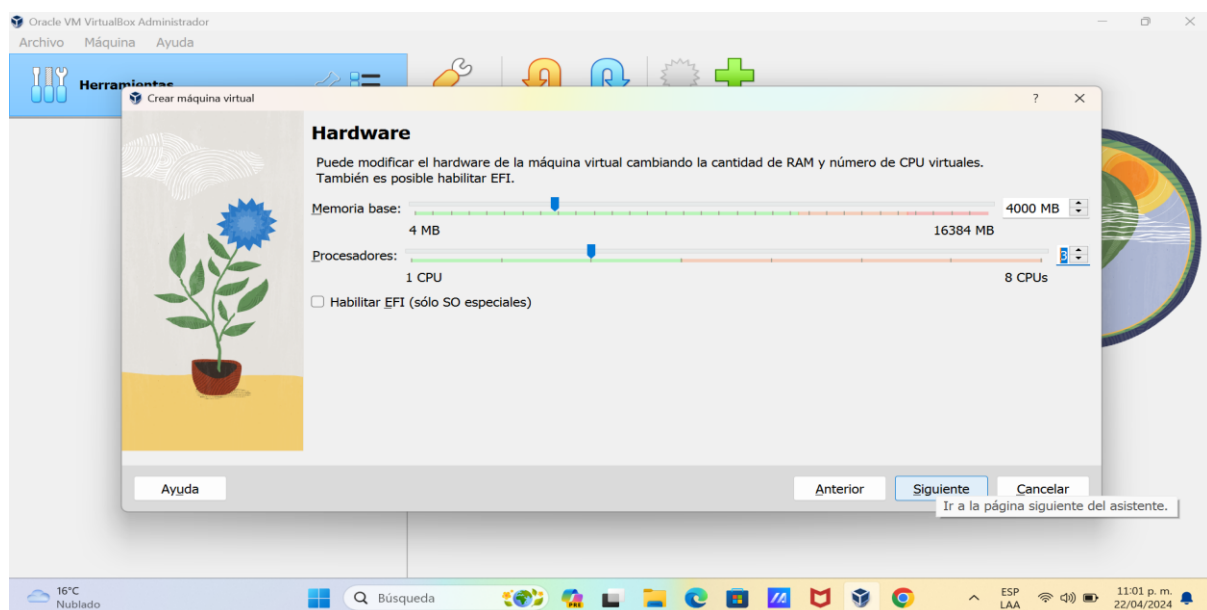 Oracle VM VirtualBox Administrador
Archivo Máquina Ayuda
Herramientas
Crear máquina virtual
Hardware
Puede modificar el hardware de la máquina virtual cambiando la cantidad de RAM y número de CPU virtuales.
También es posible habilitar EFI.
Memoria base:
4000 MB
4 MB
16384 MB
Procesadores:
3
1 CPU
8 CPUs
Habilitar EFI (sólo SO especiales)
Ayuda
Anterior
Siguiente
Cancelar
Ir a la página siguiente del asistente.
16°C
Nublado
Búsqueda
PRE
ESP
LAA
11:01 p. m.
22/04/2024